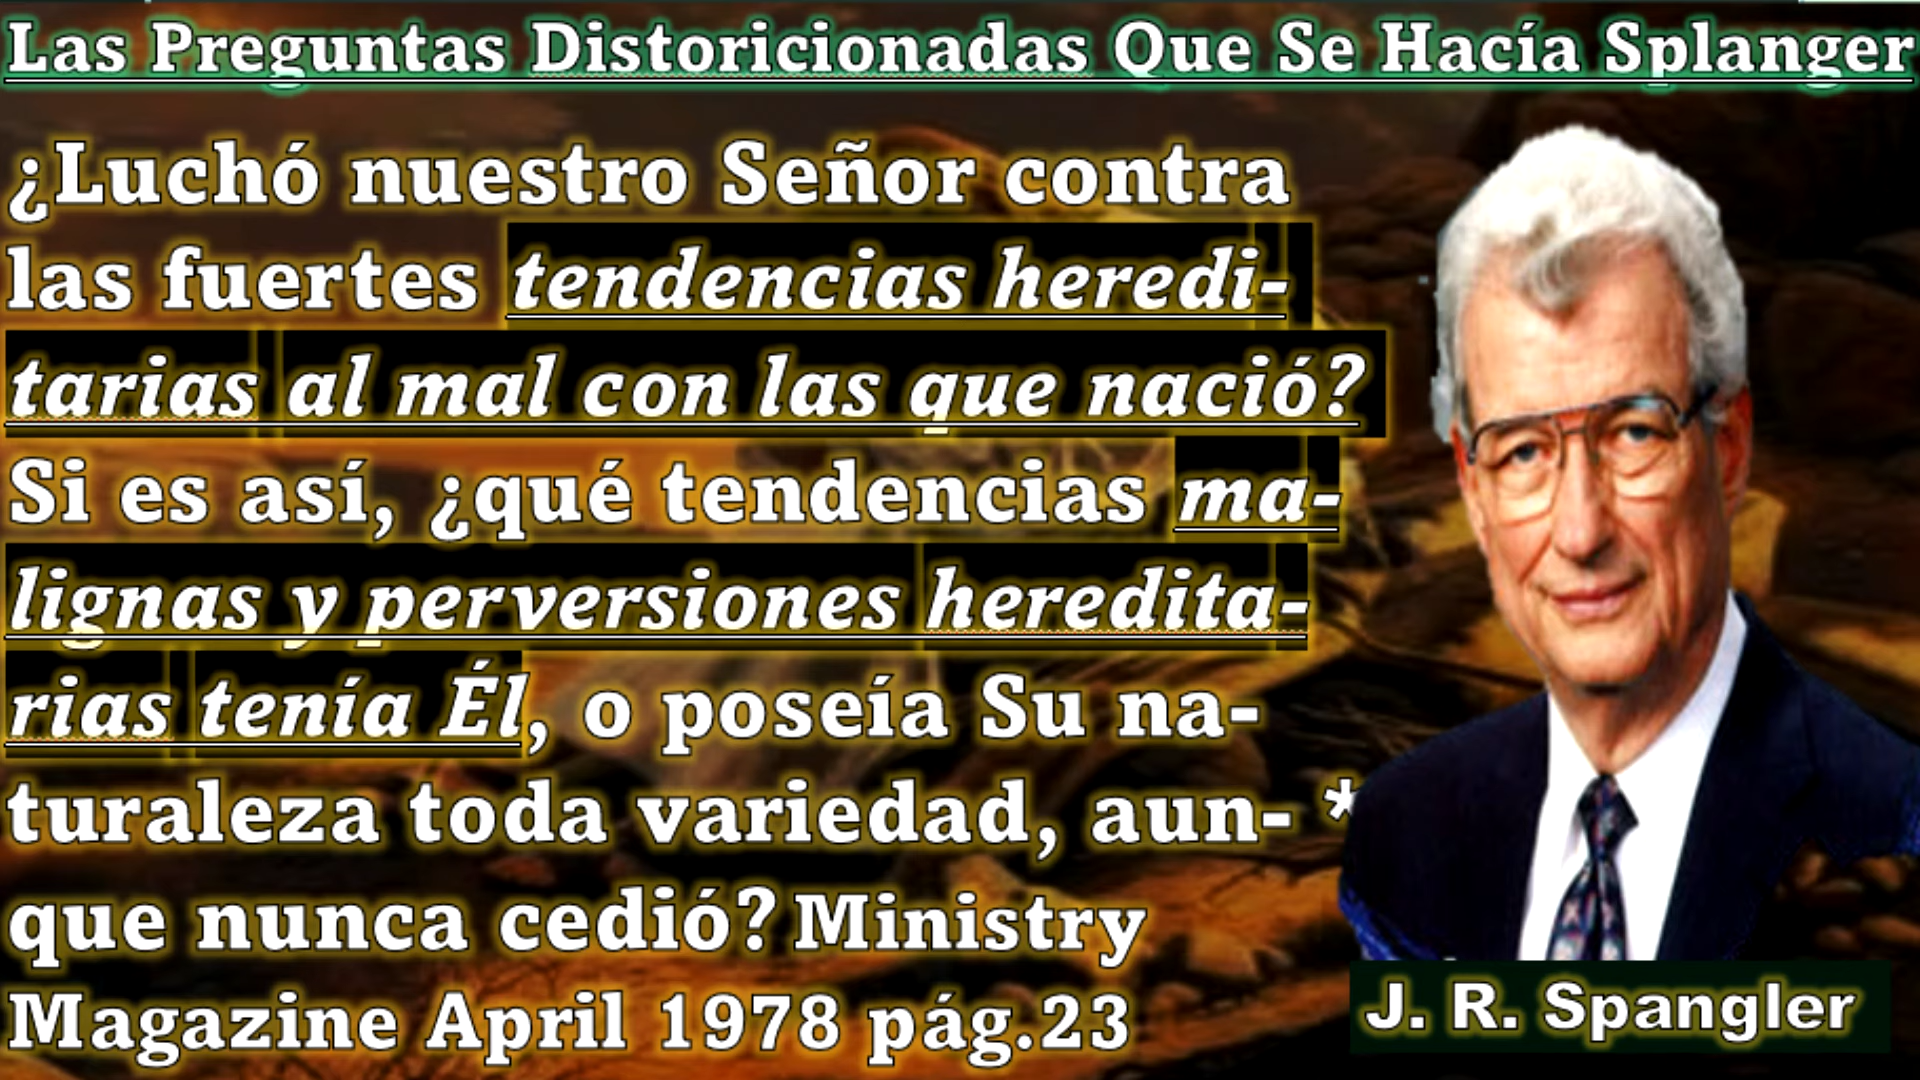 Las Preguntas Distoricionadas Que Se Hacía Splanger
¿Luchó nuestro Señor contra
las fuertes tendencias heredi-
tarias al mal con las que nació?
Si es así, ¿qué tendencias ma-
lignas y perversiones heredita-
rias tenía Él, o poseía Su na-
turaleza toda variedad, aun- *
que nunca cedió? Ministry
Magazine April 1978 pág.23
J. R. Spangler